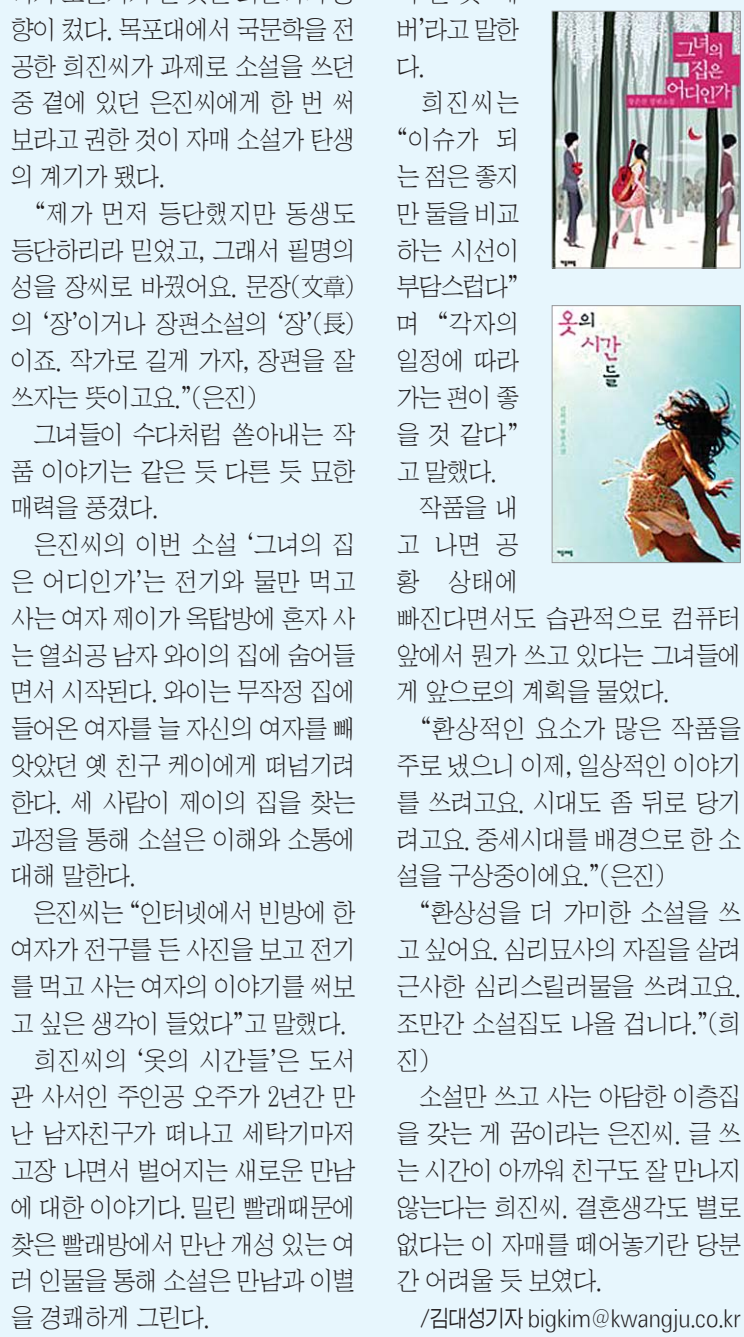 향이 컸다. 목포대에서 국문학을 전
공한 희진씨가 과제로 소설을 쓰던
중 곁에 있던 은진씨에게 한 번 써
보라고 권한 것이 자매 소설가 탄생
의 계기가 됐다.
“제가 먼저 등단했지만 동생도
등단하리라 믿었고, 그래서 필명의
성을 장씨로 바꿨어요. 문장(文章)
의 ‘장’이거나 장편소설의 ‘장’(長)
이죠. 작가로 길게 가자, 장편을 잘
쓰자는 뜻이고요.”(은진)
그녀들이 수다처럼 쏟아내는 작
품 이야기는 같은 듯 다른 듯 묘한
매력을 풍겼다.
은진씨의 이번 소설 ‘그녀의 집
은 어디인가’는 전기와 물만 먹고
사는 여자 제이가 옥탑방에 혼자 사
는 열쇠공 남자 와이의 집에 숨어들
면서 시작된다. 와이는 무작정 집에
들어온 여자를 늘 자신의 여자를 빼
앗았던 옛 친구 케이에게 떠넘기려
한다. 세 사람이 제이의 집을 찾는
과정을 통해 소설은 이해와 소통에
대해 말한다.
은진씨는 “인터넷에서 빈방에 한
여자가 전구를 든 사진을 보고 전기
를 먹고 사는 여자의 이야기를 써보
고 싶은 생각이 들었다”고 말했다.
희진씨의 ‘옷의 시간들’은 도서
관 사서인 주인공 오주가 2년간 만
난 남자친구가 떠나고 세탁기마저
고장 나면서 벌어지는 새로운 만남
에 대한 이야기다. 밀린 빨래때문에
찾은 빨래방에서 만난 개성 있는 여
러 인물을 통해 소설은 만남과 이별
을 경쾌하게 그린다.
버’라고 말한
다.
희진씨는
“이슈가 되
는 점은 좋지
만 둘을 비교
하는 시선이
부담스럽다”
며 “각자의
일정에 따라
가는 편이 좋
을 것 같다”
고 말했다.
작품을 내
고 나면 공
황 상태에
빠진다면서도 습관적으로 컴퓨터
앞에서 뭔가 쓰고 있다는 그녀들에
게 앞으로의 계획을 물었다.
“환상적인 요소가 많은 작품을
주로 냈으니 이제, 일상적인 이야기
를 쓰려고요. 시대도 좀 뒤로 당기
려고요. 중세시대를 배경으로 한 소
설을 구상중이에요.”(은진)
“환상성을 더 가미한 소설을 쓰
고 싶어요. 심리묘사의 자질을 살려
근사한 심리스릴러물을 쓰려고요.
조만간 소설집도 나올 겁니다.”(희
진)
소설만 쓰고 사는 아담한 이층집
을 갖는 게 꿈이라는 은진씨. 글 쓰
는 시간이 아까워 친구도 잘 만나지
않는다는 희진씨. 결혼생각도 별로
없다는 이 자매를 떼어놓기란 당분
간 어려울 듯 보였다.
/김대성기자 bigkim@kwangju.co.kr
그녀의
집은
어디인가
장은진 장편소설
옷의
시간
들